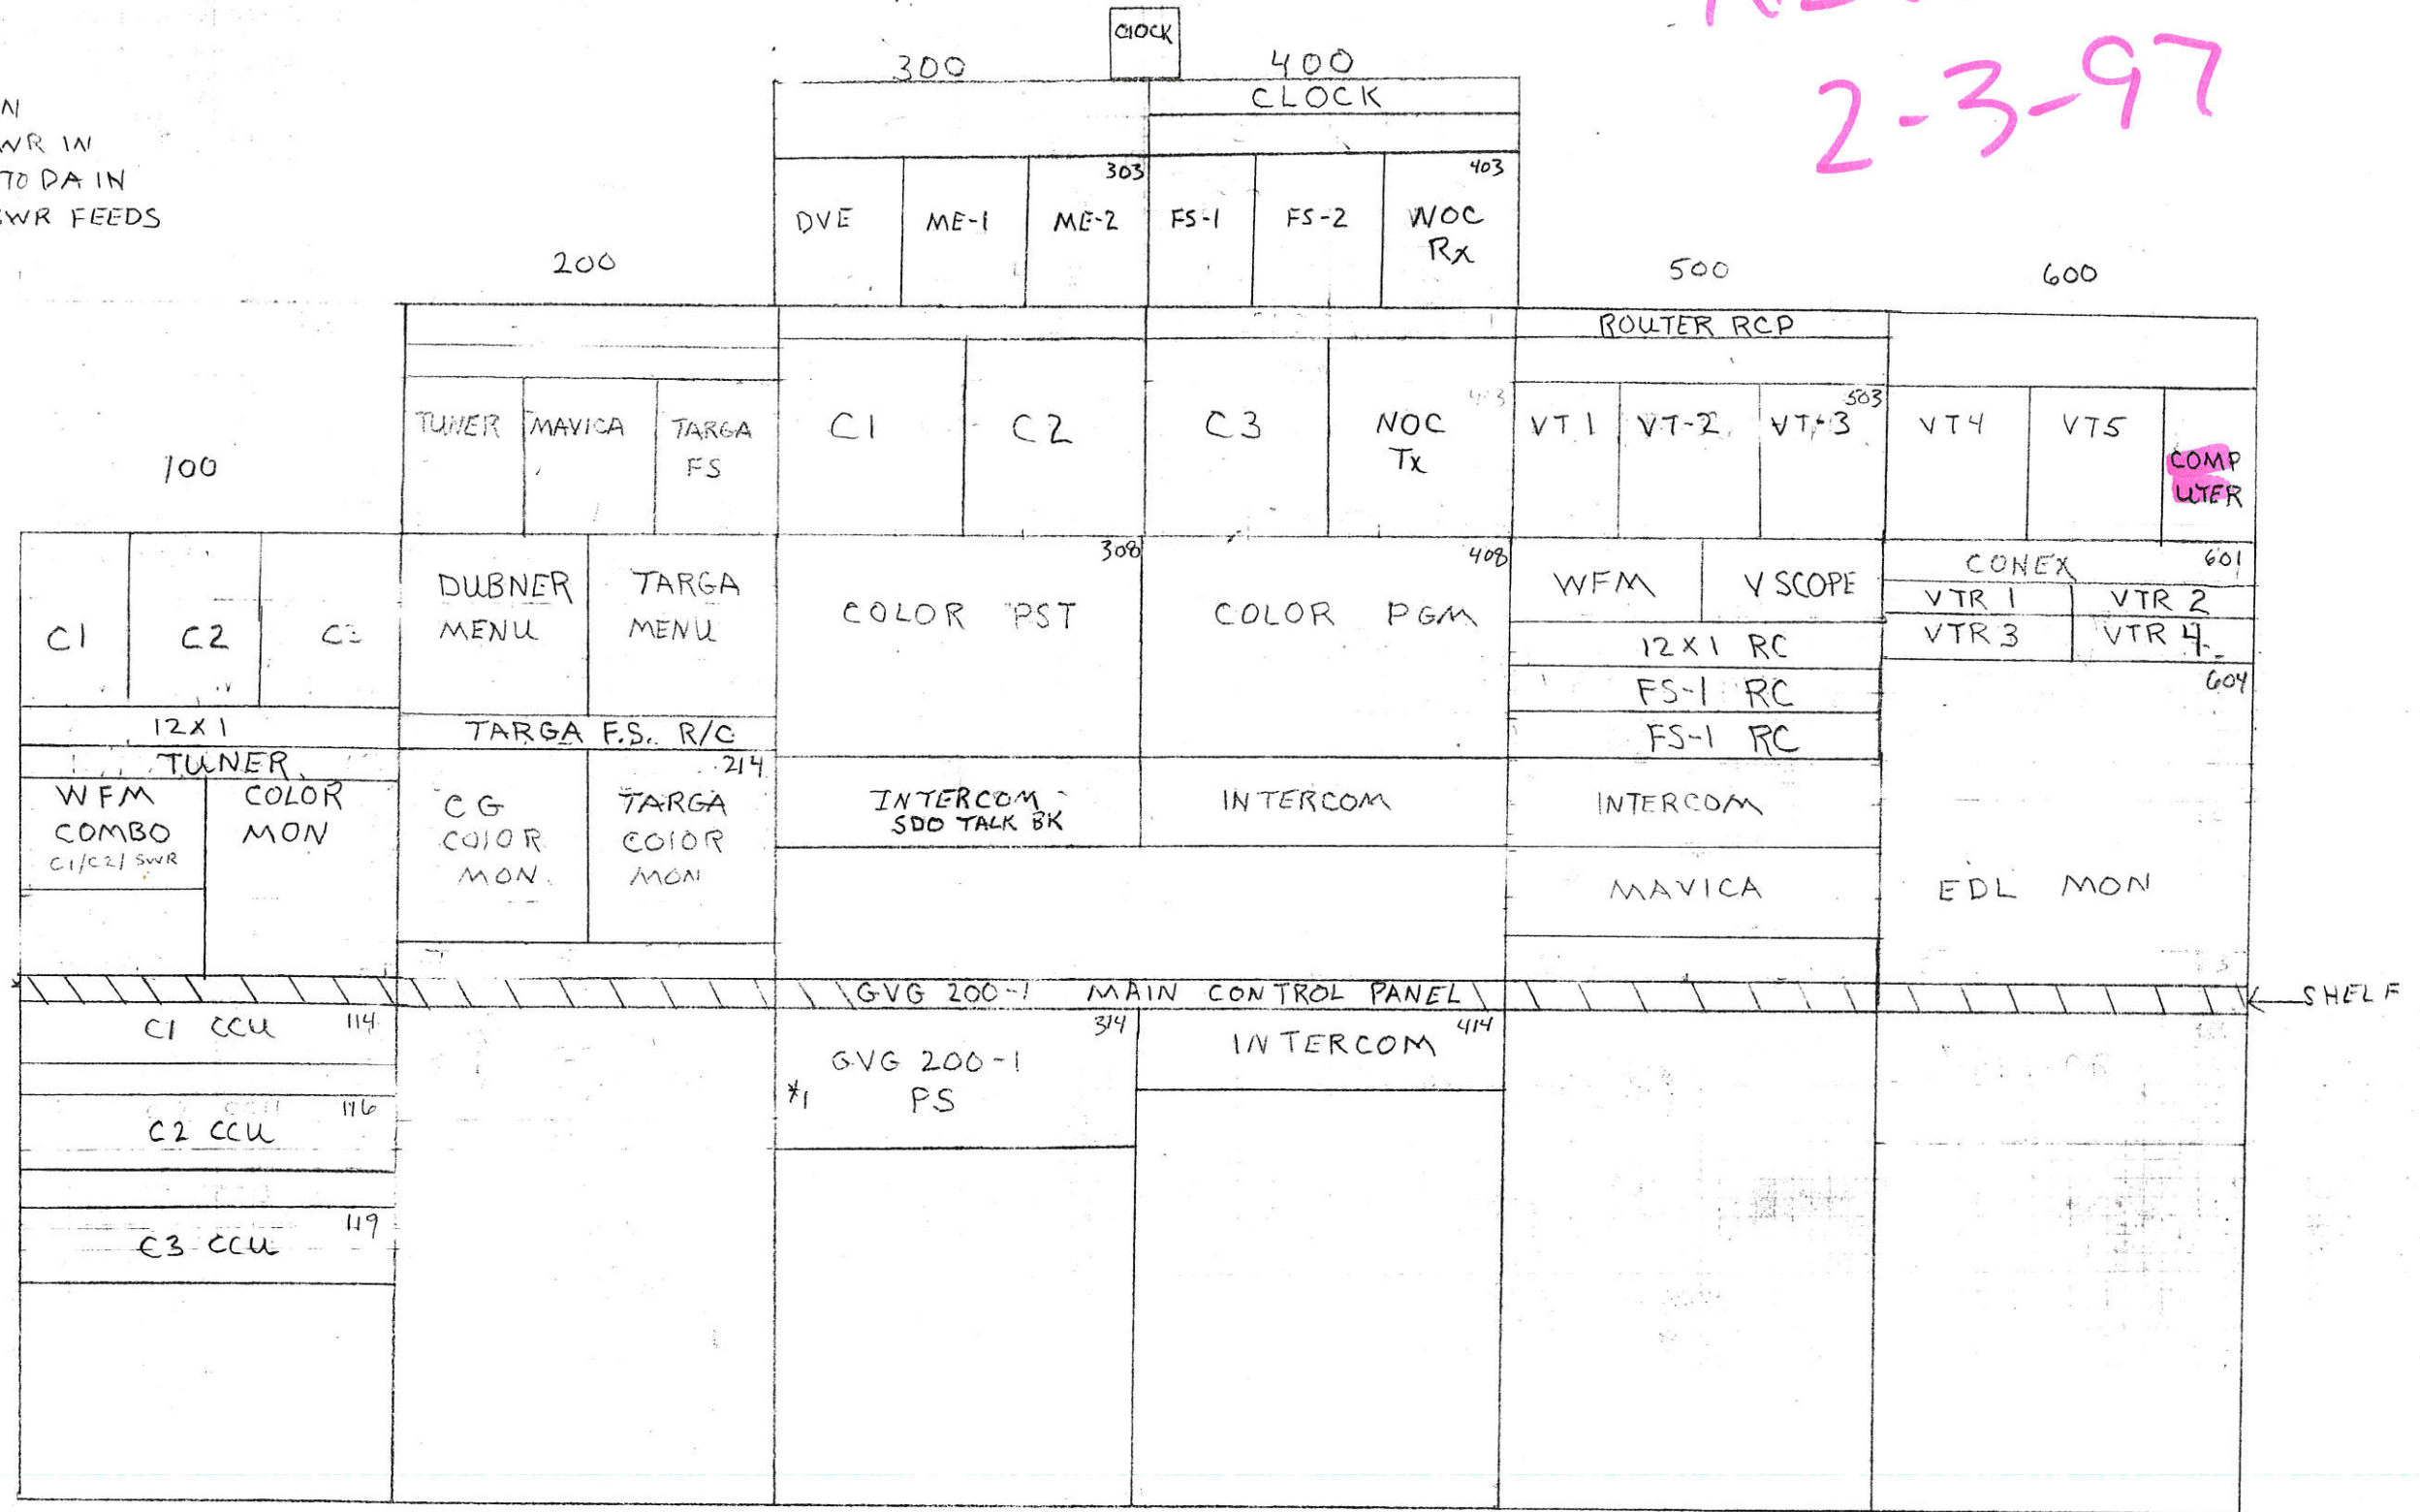 CLOCK
300
400
CLOCK
2-3-97
N
WR IN
TO DA IN
SWR FEEDS
303
403
DVE
ME-1
ME-2
FS-1
FS-2
WOC
Rx
200
500
600
ROUTER RCP
TUNER
MAVICA
TARGA
FS
C1
C2
C3
NOC
Tx
VT 1
VT-2
VT-3
503
VT4
VT5
COMP
UTER
100
C1
C2
DUBNER
MENU
TARGA
MENU
308
COLOR PST
408
COLOR PGM
WFM
V SCOPE
CONEX
601
VTR 1
VTR 2
VTR 3
VTR 4
12X1 RC
FS-1 RC
FS-1 RC
604
12X1
TUNER
TARGA F.S. R/C
WFM
COMBO
C1/C2/SWR
COLOR
MON
CG
COLOR
MON.
214
TARGA
COLOR
MON
INTERCOM
SDO TALK BK
INTERCOM
INTERCOM
MAVICA
EDL MON
GVG 200-1 MAIN CONTROL PANEL
SHELF
C1 CCU
114
C2 CCU
116
C3 CCU
119
314
GVG 200-1
*1 PS
INTERCOM
414